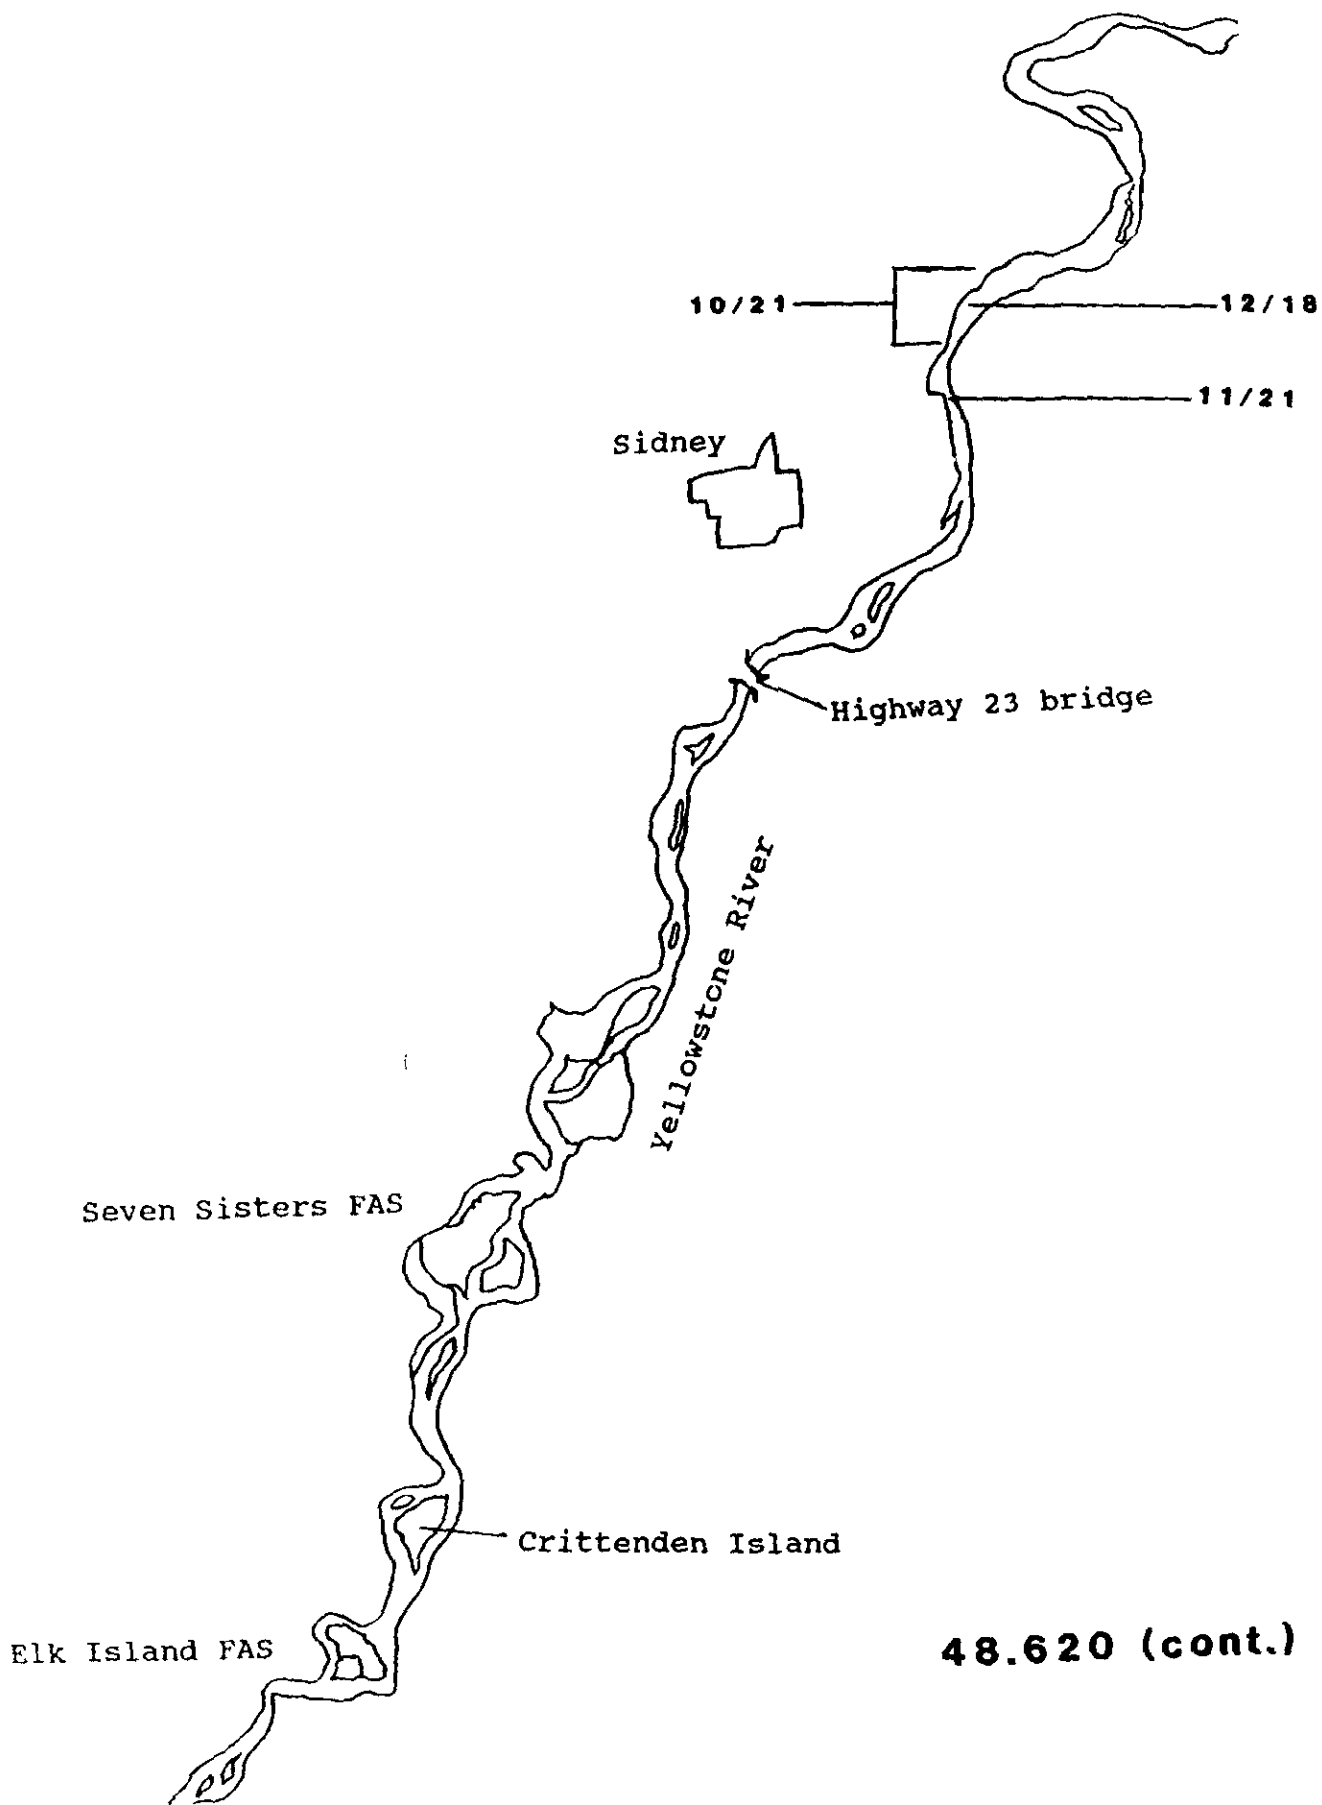 10/21
12/18
11/21
Sidney
Highway 23 bridge
Yellowstone River
Seven Sisters FAS
Crittenden Island
Elk Island FAS
48.620 (cont.)